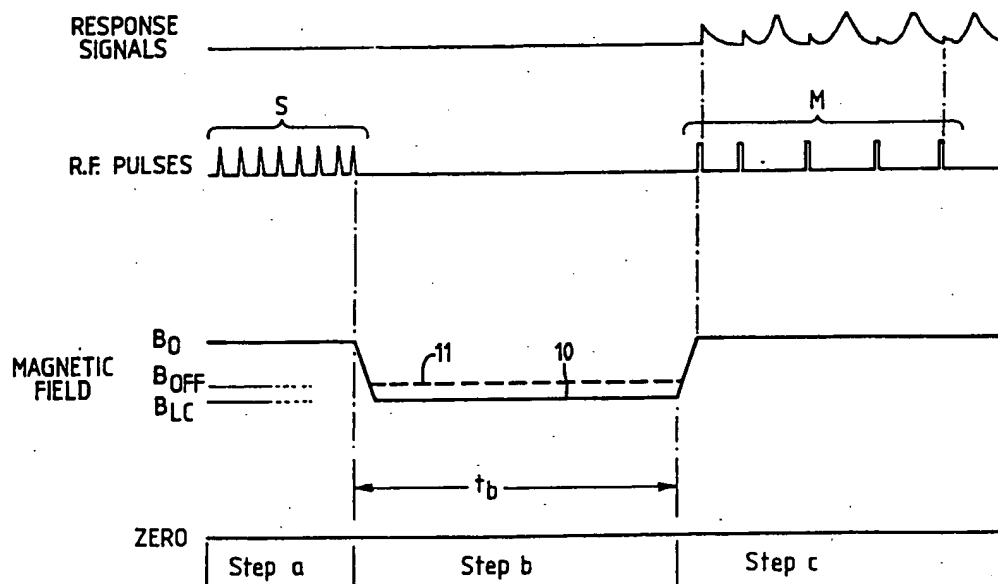 RESPONSE
SIGNALS
S
M
R.F. PULSES
B0
11
10
MAGNETIC
FIELD
BOFF
BLC
tb
ZERO
Step a
Step b
Step c